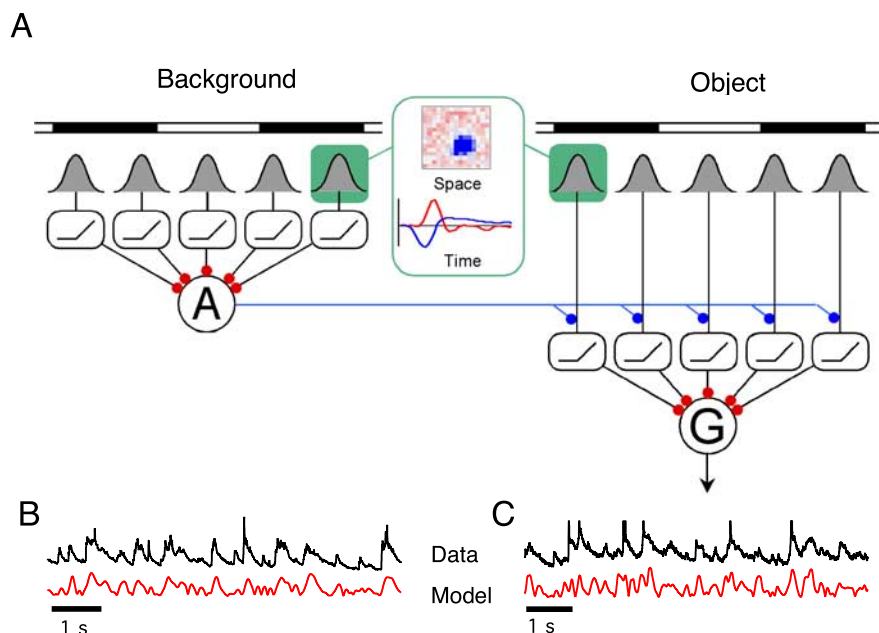 A
Background
Object
Space
Time
A
G
B
C
Data
Model
1 s
1 s